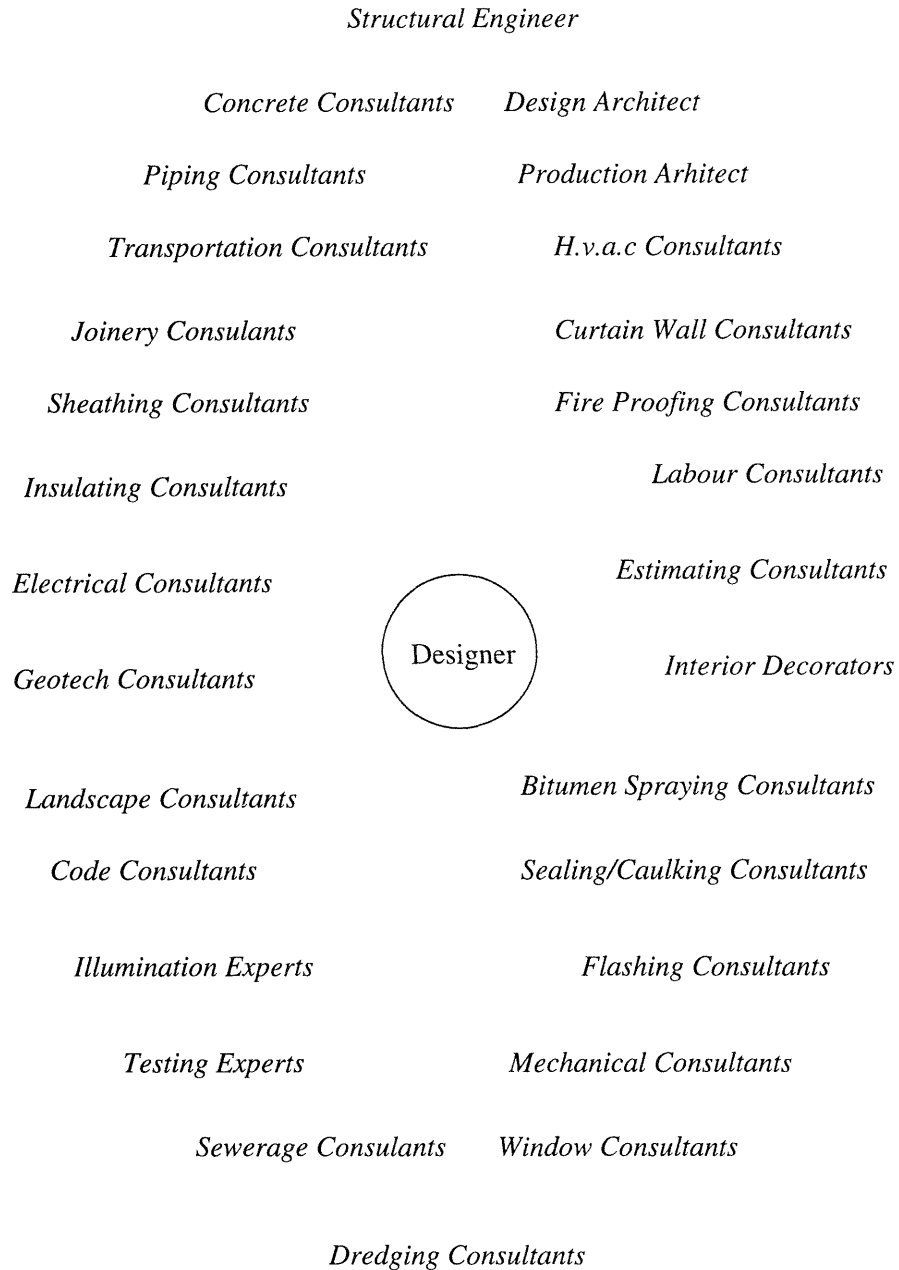 Structural Engineer
Concrete Consultants Design Architect
Piping Consultants Production Arhitect
Transportation Consultants H.v.a.c Consultants
Joinery Consulants Curtain Wall Consultants
Sheathing Consultants Fire Proofing Consultants
Labour Consultants
Insulating Consultants
Estimating Consultants
Electrical Consultants
Designer
Interior Decorators
Geotech Consultants
Bitumen Spraying Consultants
Landscape Consultants
Code Consultants Sealing/Caulking Consultants
Illumination Experts Flashing Consultants
Testing Experts Mechanical Consultants
Sewerage Consulants Window Consultants
Dredging Consultants